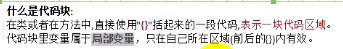 什么是代码块:
在类或者在方法中,直接使用"{}"括起来的一段代码,表示一块代码区域。
代码块里变量属于局部变量，只在自己所在区域(前后的{})内有效。